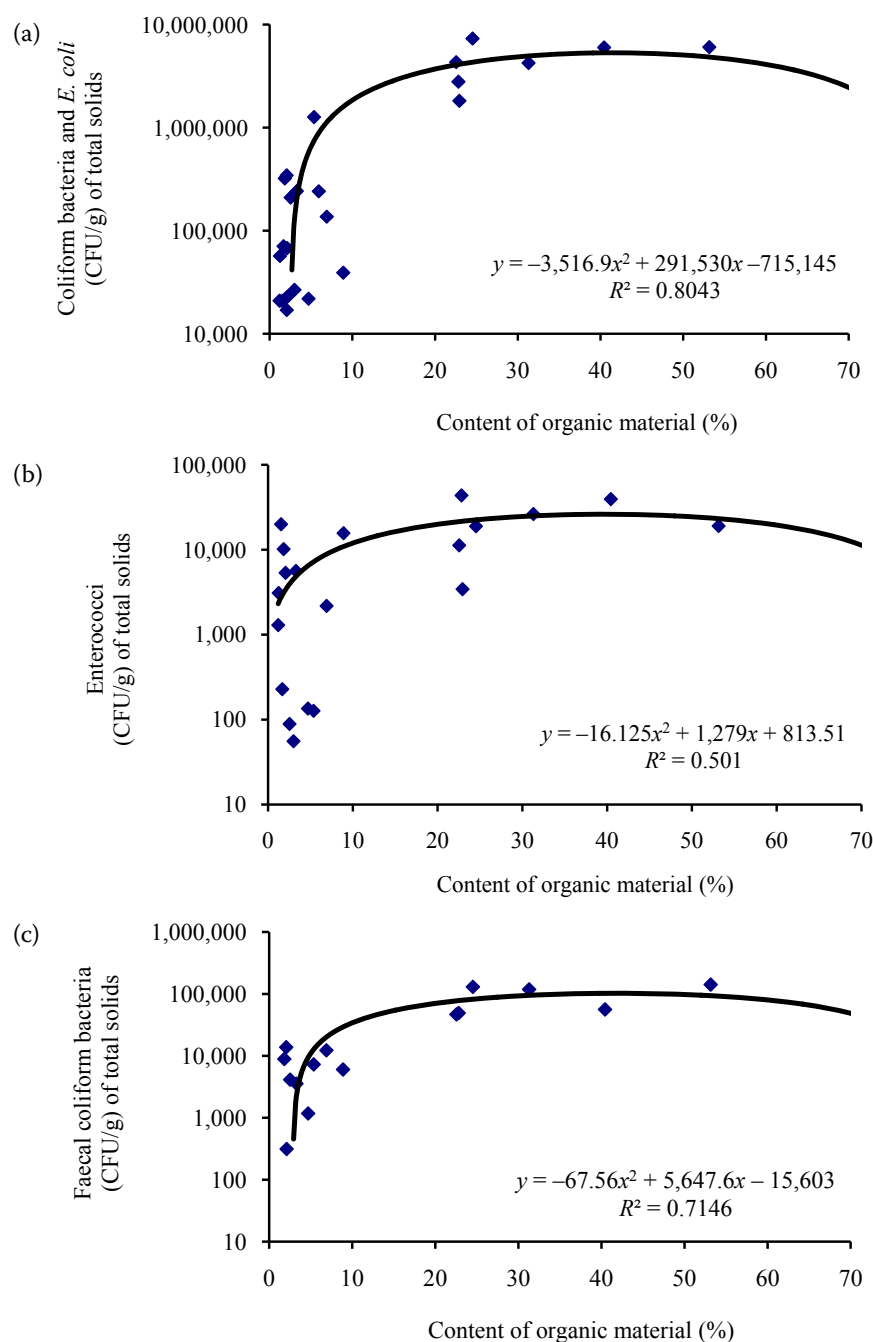 (a)
Coliform bacteria and E. coli
(CFU/g) of total solids
10,000,000
1,000,000
100,000
10,000
y = –3,516.9x² + 291,530x –715,145
R² = 0.8043
0 10 20 30 40 50 60 70
Content of organic material (%)
(b)
Enterococci
(CFU/g) of total solids
100,000
10,000
1,000
100
10
y = –16.125x² + 1,279x + 813.51
R² = 0.501
0 10 20 30 40 50 60 70
Content of organic material (%)
(c)
Faecal coliform bacteria
(CFU/g) of total solids
1,000,000
100,000
10,000
1,000
100
10
y = –67.56x² + 5,647.6x – 15,603
R² = 0.7146
0 10 20 30 40 50 60 70
Content of organic material (%)